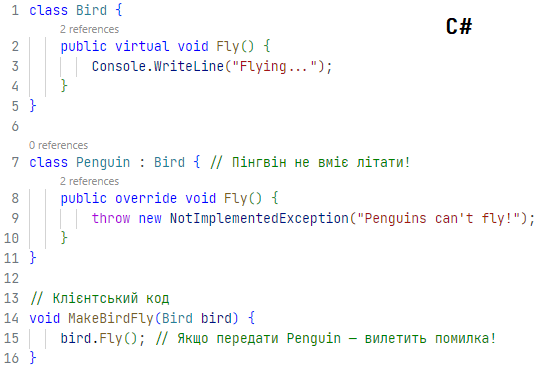 C#
1 class Bird {
2 references
2 public virtual void Fly() {
3 Console.WriteLine("Flying...");
4 }
5 }
6
0 references
7 class Penguin : Bird { // Пінгвін не вміє літати!
2 references
8 public override void Fly() {
9 throw new NotImplementedException("Penguins can't fly!");
10 }
11 }
12
13 // Клієнтський код
14 void MakeBirdFly(Bird bird) {
15 bird.Fly(); // Якщо передати Penguin — вилетить помилка!
16 }